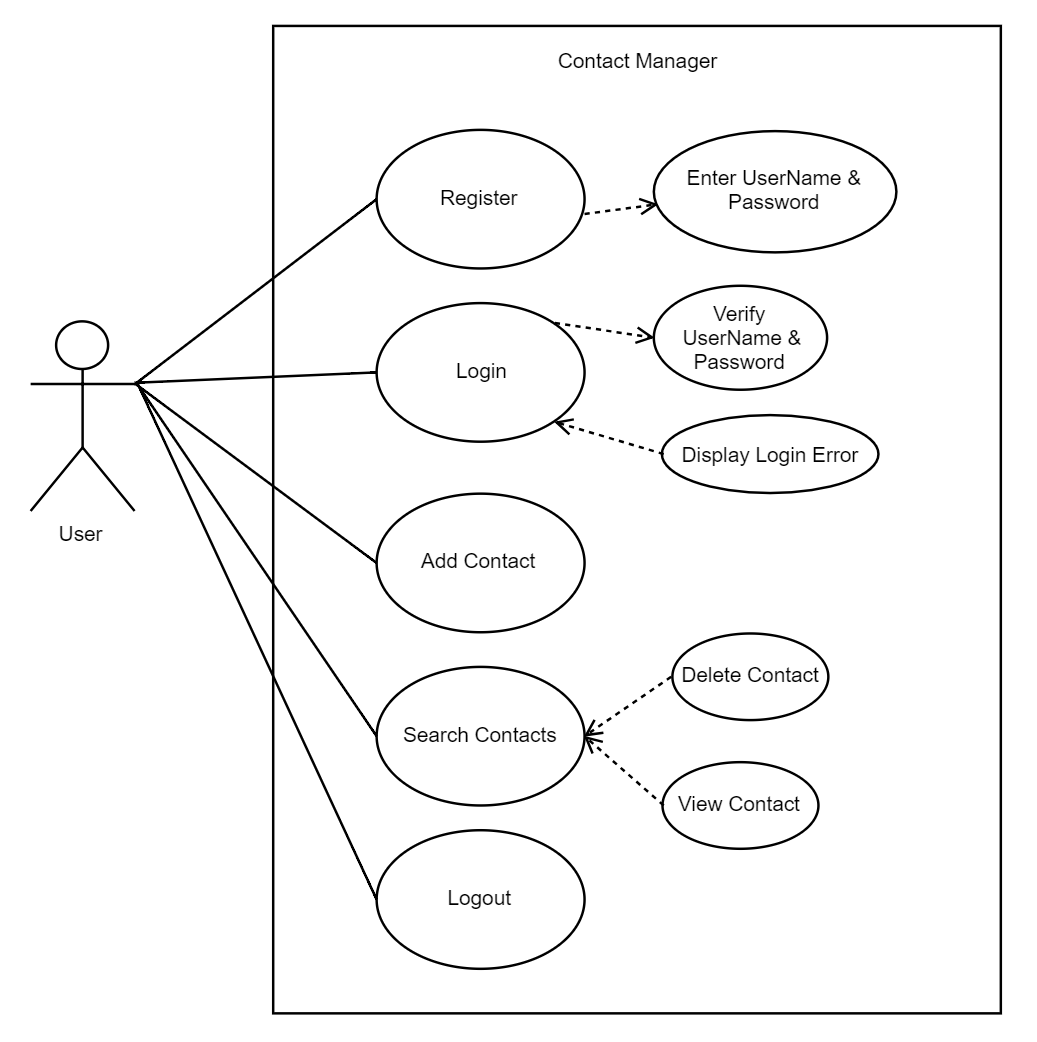 Contact Manager
Register
Enter UserName &
Password
Login
Verify
UserName &
Password
Display Login Error
User
Add Contact
Search Contacts
Delete Contact
View Contact
Logout